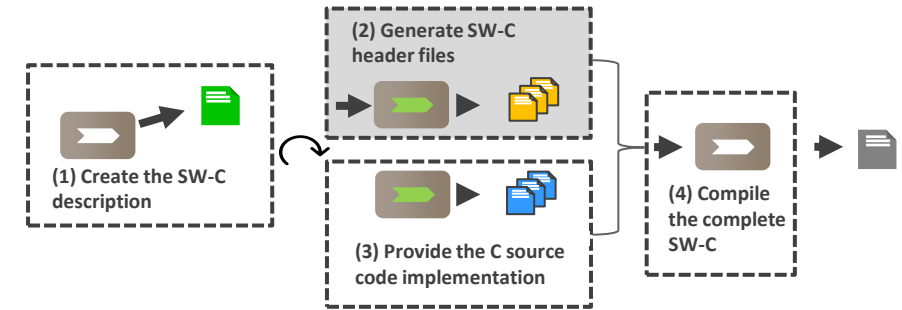 (1) Create the SW-C
description
(2) Generate SW-C
header files
(3) Provide the C source
code implementation
(4) Compile
the complete
SW-C